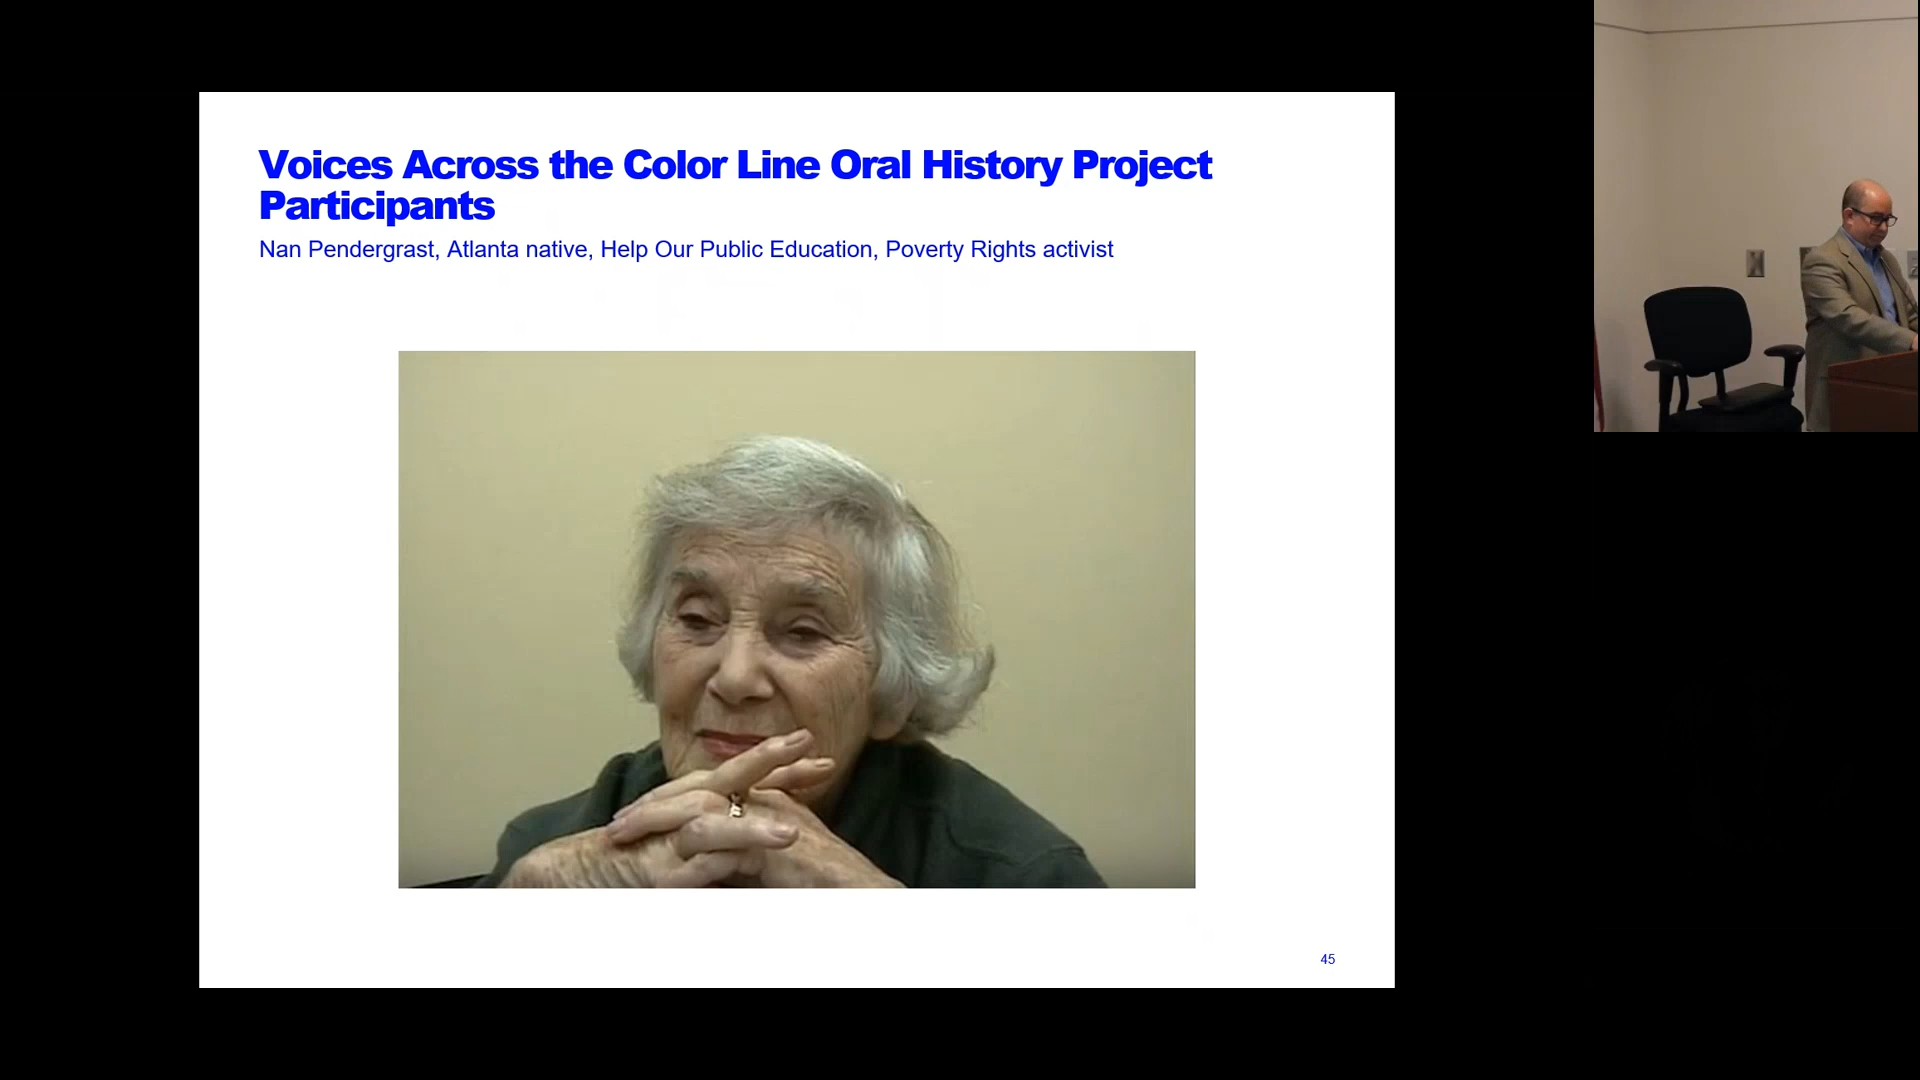 Voices Across the Color Line Oral History Project
Participants
Nan Pendergrast, Atlanta native, Help Our Public Education, Poverty Rights activist
45